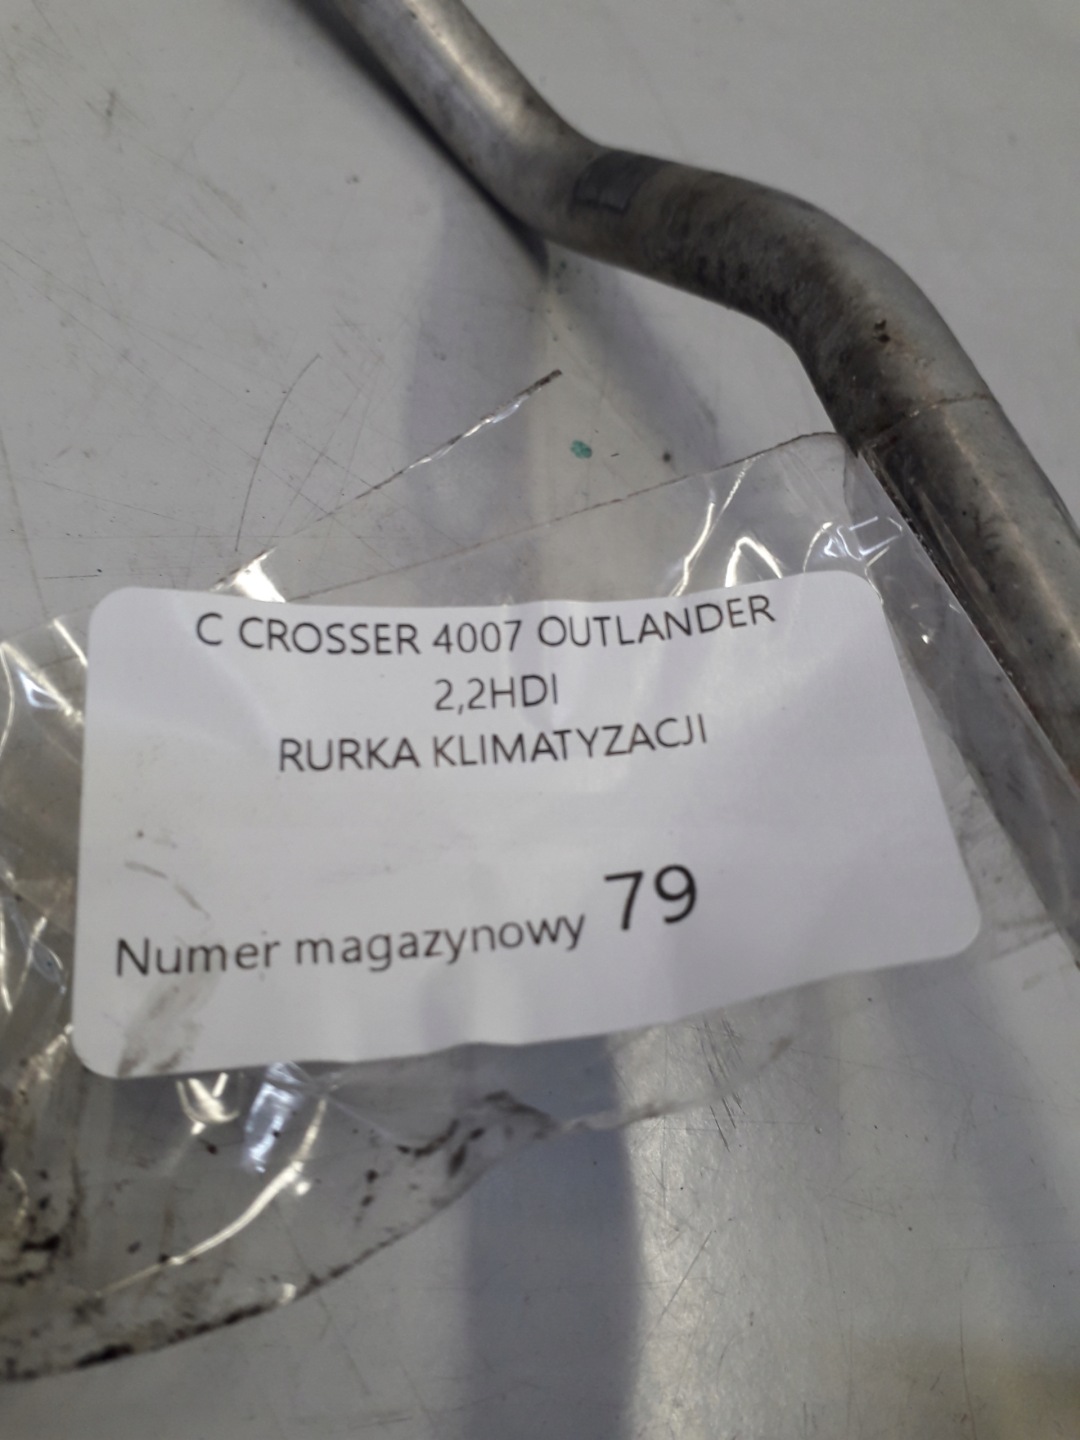 C CROSSER 4007 OUTLANDER
2,2HDI
RURKA KLIMATYZACJI
Numer magazynowy 79